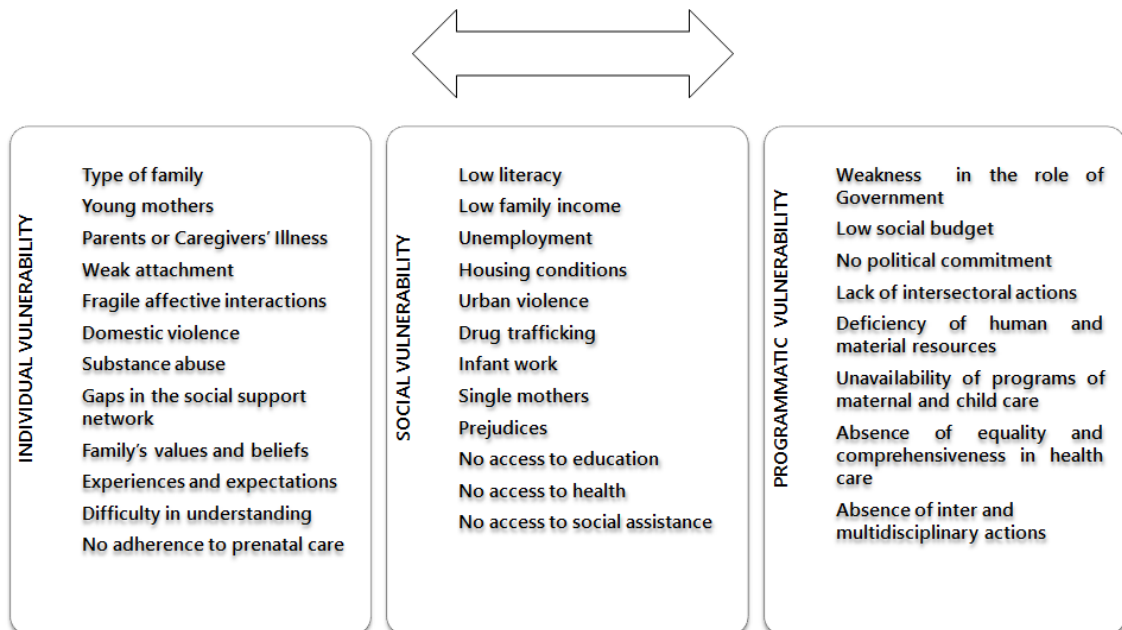 INDIVIDUAL VULNERABILITY
Type of family
Young mothers
Parents or Caregivers’ Illness
Weak attachment
Fragile affective interactions
Domestic violence
Substance abuse
Gaps in the social support
network
Family’s values and beliefs
Experiences and expectations
Difficulty in understanding
No adherence to prenatal care
SOCIAL VULNERABILITY
Low literacy
Low family income
Unemployment
Housing conditions
Urban violence
Drug trafficking
Infant work
Single mothers
Prejudices
No access to education
No access to health
No access to social assistance
PROGRAMMATIC VULNERABILITY
Weakness in the role of
Government
Low social budget
No political commitment
Lack of intersectoral actions
Deficiency of human and
material resources
Unavailability of programs of
maternal and child care
Absence of equality and
comprehensiveness in health
care
Absence of inter and
multidisciplinary actions